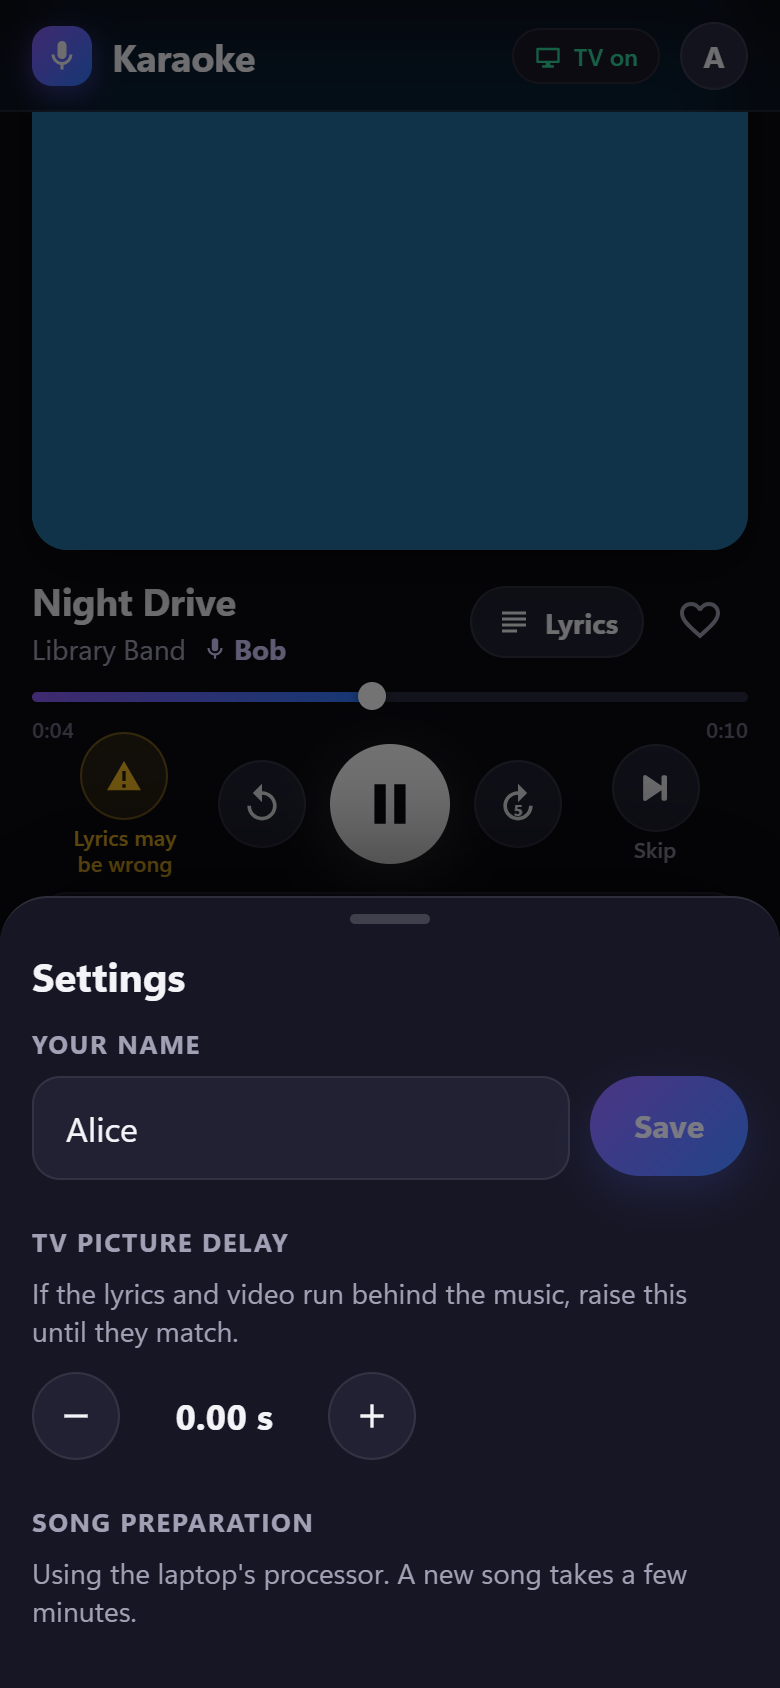 Karaoke
TV on
A
Night Drive
Library Band Bob
Lyrics
0:04
0:10
5
Lyrics may
be wrong
Skip
Settings
YOUR NAME
Alice
Save
TV PICTURE DELAY
If the lyrics and video run behind the music, raise this
until they match.
0.00 s
SONG PREPARATION
Using the laptop's processor. A new song takes a few
minutes.